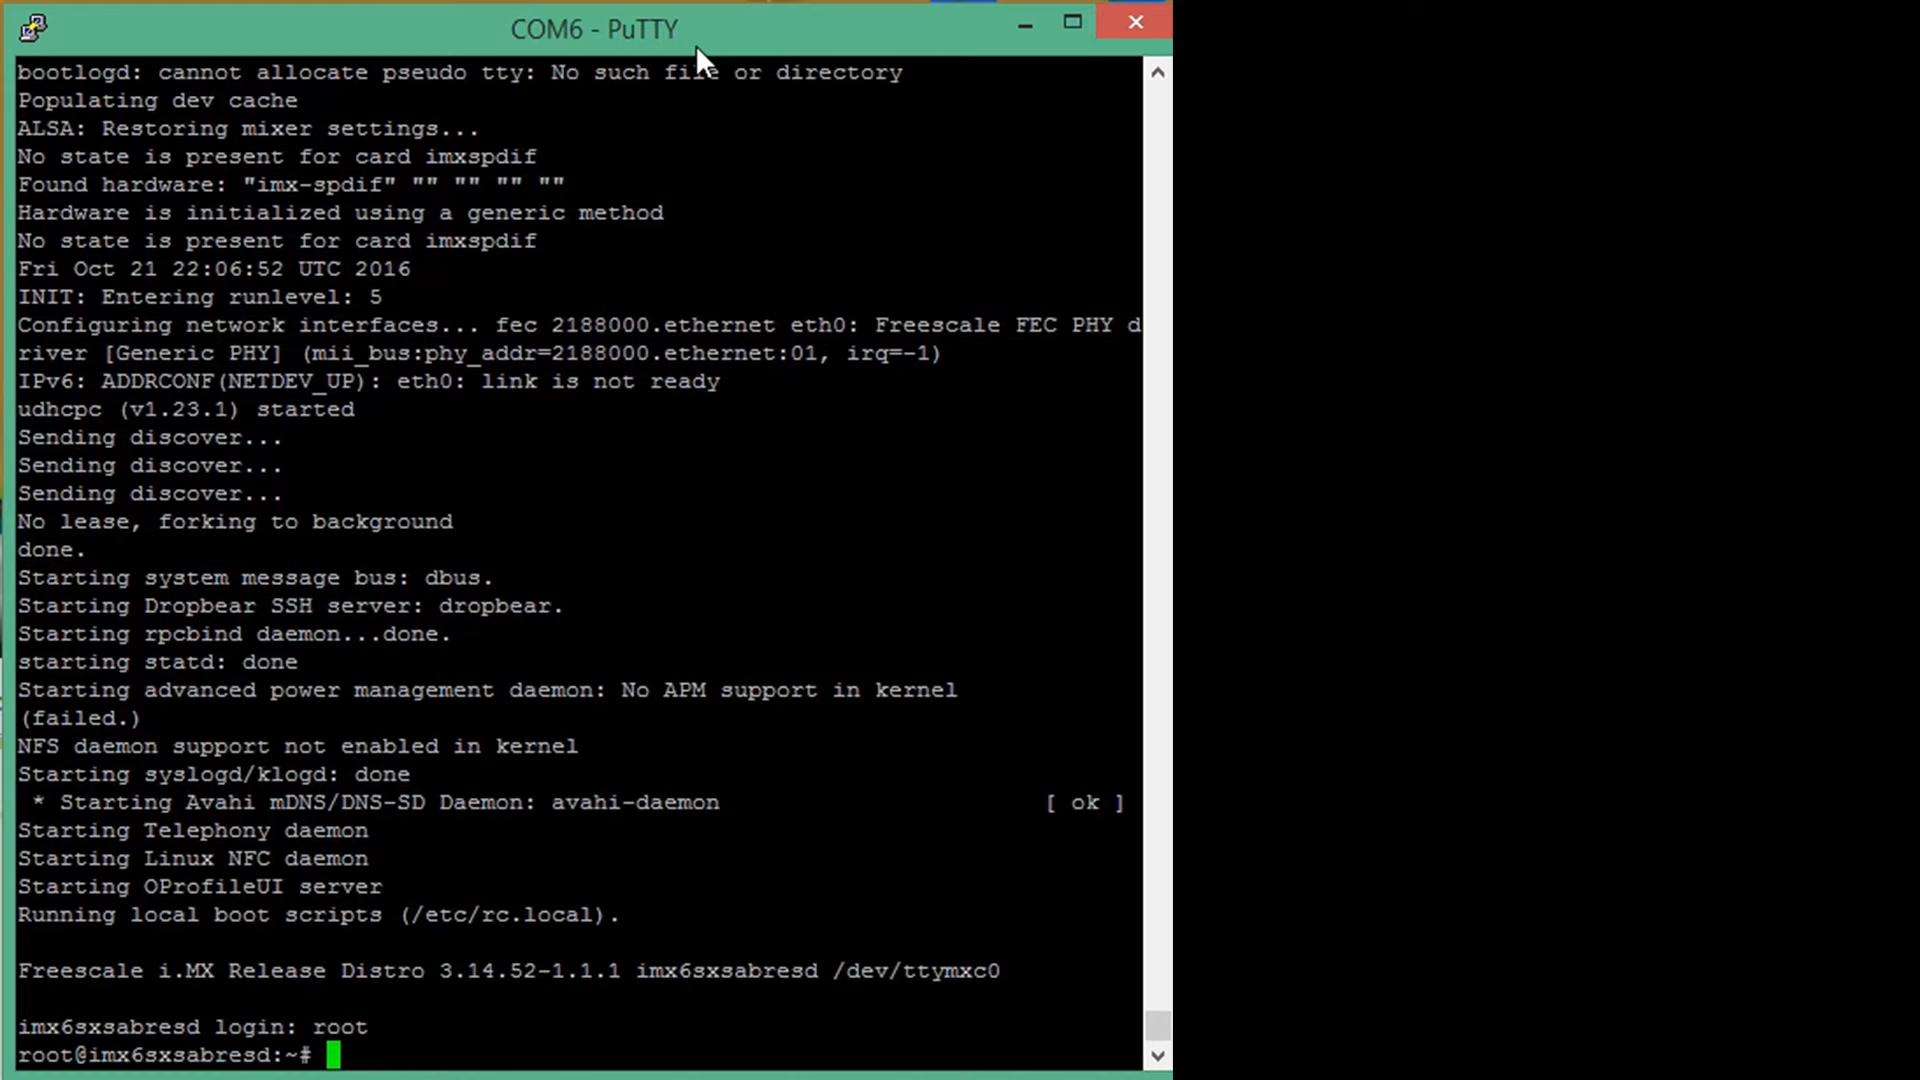 COM6 - PuTTY
bootlogd: cannot allocate pseudo tty: No such file or directory
Populating dev cache
ALSA: Restoring mixer settings...
No state is present for card imxspdif
Found hardware: "imx-spdif" "" "" "" ""
Hardware is initialized using a generic method
No state is present for card imxspdif
Fri Oct 21 22:06:52 UTC 2016
INIT: Entering runlevel: 5
Configuring network interfaces... fec 2188000.ethernet eth0: Freescale FEC PHY d
river [Generic PHY] (mii_bus:phy_addr=2188000.ethernet:01, irq=-1)
IPv6: ADDRCONF(NETDEV_UP): eth0: link is not ready
udhcpc (v1.23.1) started
Sending discover...
Sending discover...
Sending discover...
No lease, forking to background
done.
Starting system message bus: dbus.
Starting Dropbear SSH server: dropbear.
Starting rpcbind daemon...done.
starting statd: done
Starting advanced power management daemon: No APM support in kernel
(failed.)
NFS daemon support not enabled in kernel
Starting syslogd/klogd: done
 * Starting Avahi mDNS/DNS-SD Daemon: avahi-daemon [ ok ]
Starting Telephony daemon
Starting Linux NFC daemon
Starting OProfileUI server
Running local boot scripts (/etc/rc.local).
Freescale i.MX Release Distro 3.14.52-1.1.1 imx6sxsabresd /dev/ttymxc0
imx6sxsabresd login: root
root@imx6sxsabresd:~#